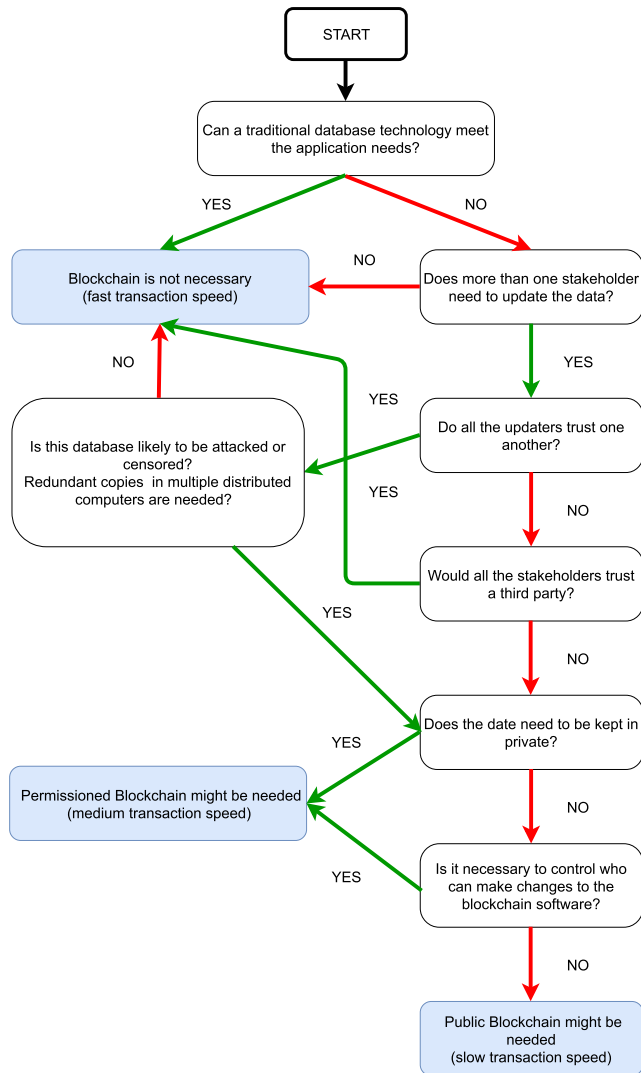 START
Can a traditional database technology meet
the application needs?
YES
NO
Blockchain is not necessary
(fast transaction speed)
NO
Does more than one stakeholder
need to update the data?
NO
YES
YES
Is this database likely to be attacked or
censored?
Redundant copies in multiple distributed
computers are needed?
Do all the updaters trust one
another?
YES
NO
Would all the stakeholders trust
a third party?
YES
NO
Does the date need to be kept in
private?
YES
Permissioned Blockchain might be needed
(medium transaction speed)
NO
YES
Is it necessary to control who
can make changes to the
blockchain software?
NO
Public Blockchain might be
needed
(slow transaction speed)